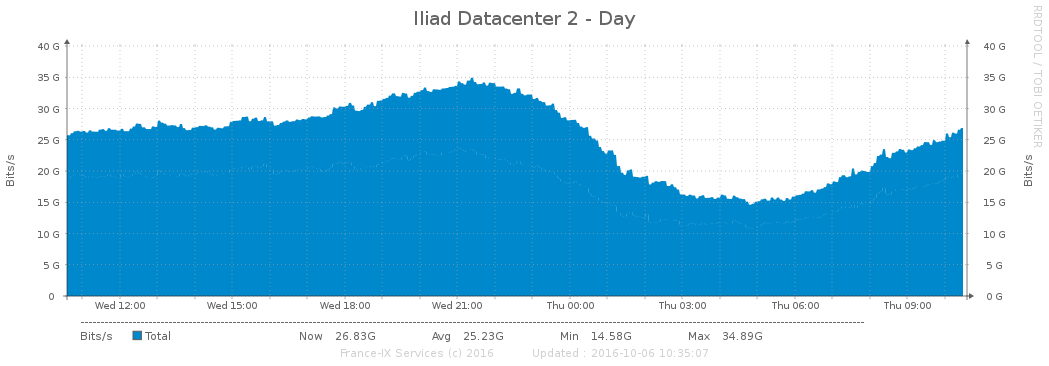 Iliad Datacenter 2 - Day
RRDTOOL / TOBI OETIKER
40 G 40 G
35 G 35 G
30 G 30 G
25 G 25 G
20 G 20 G
15 G 15 G
10 G 10 G
5 G 5 G
0 0 G
Bits/s
Bits/s
Wed 12:00 Wed 15:00 Wed 18:00 Wed 21:00 Thu 00:00 Thu 03:00 Thu 06:00 Thu 09:00
Bits/s Total Now 26.83G Avg 25.23G Min 14.58G Max 34.89G
France-IX Services (c) 2016 Updated : 2016-10-06 10:35:07